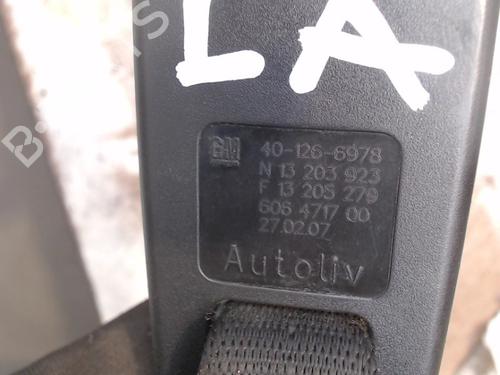 LA
GM 40-126-6978
N 13 203 923
F 13 205 279
606 4717 00
27.02.07
Autoliv